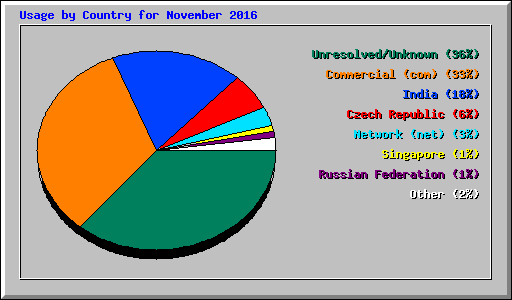 Usage by Country for November 2016
Unresolved/Unknown (36%)
Commercial (com) (33%)
India (18%)
Czech Republic (6%)
Network (net) (3%)
Singapore (1%)
Russian Federation (1%)
Other (2%)